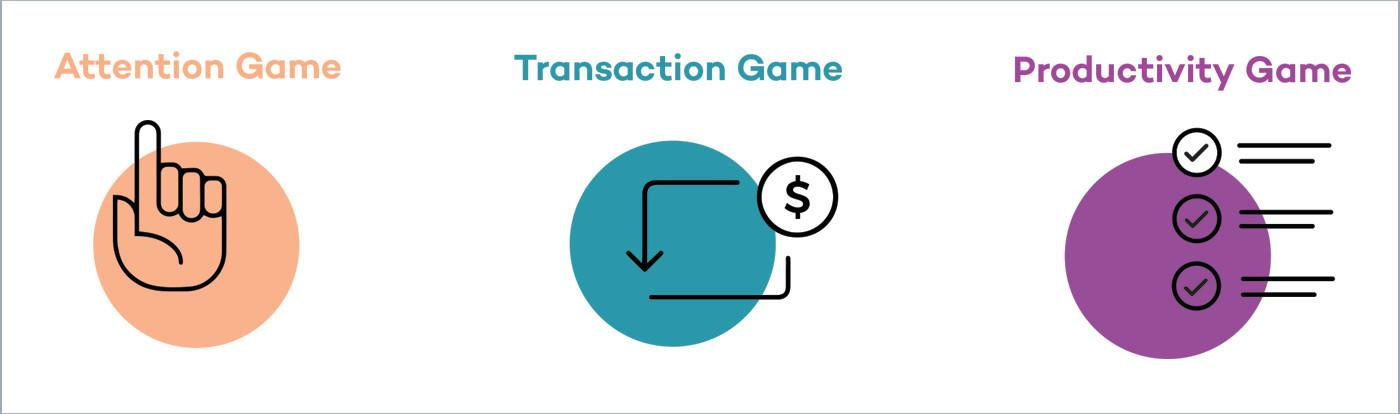 Attention Game
Transaction Game
Productivity Game
$